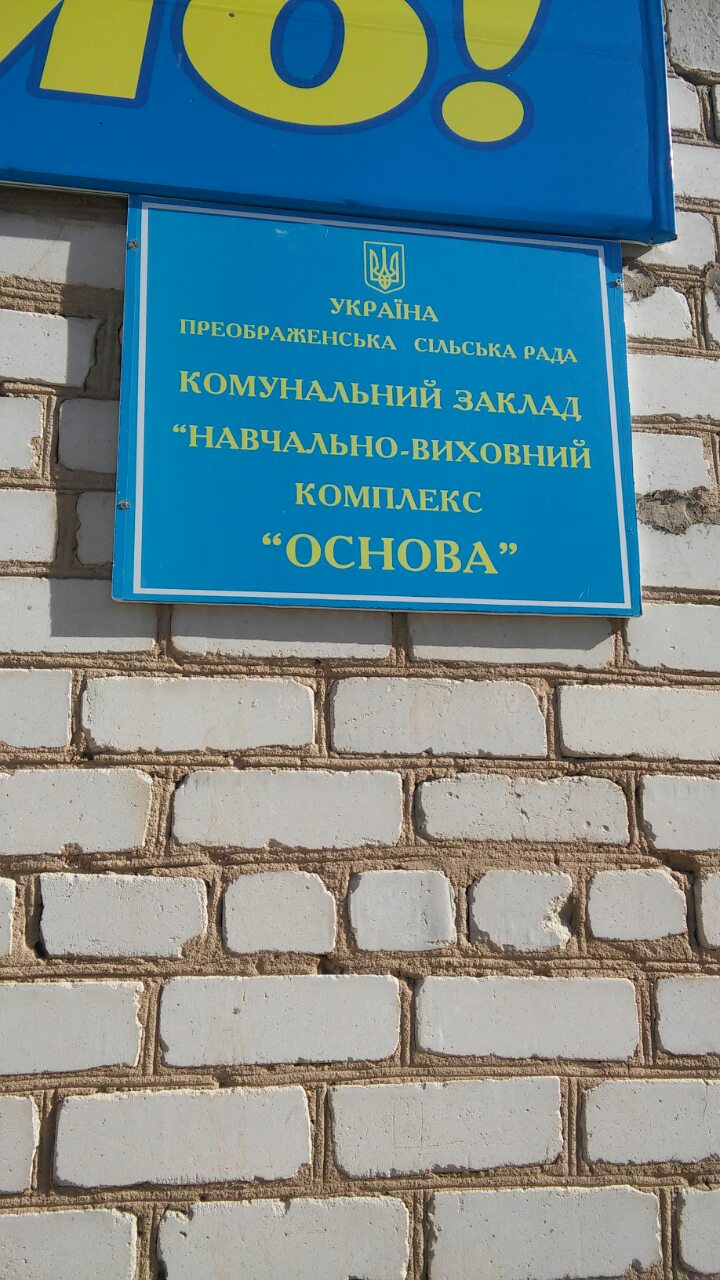 УКРАЇНА
ПРЕОБРАЖЕНСЬКА СІЛЬСЬКА РАДА
КОМУНАЛЬНИЙ ЗАКЛАД
“НАВЧАЛЬНО-ВИХОВНИЙ
КОМПЛЕКС
“ОСНОВА”